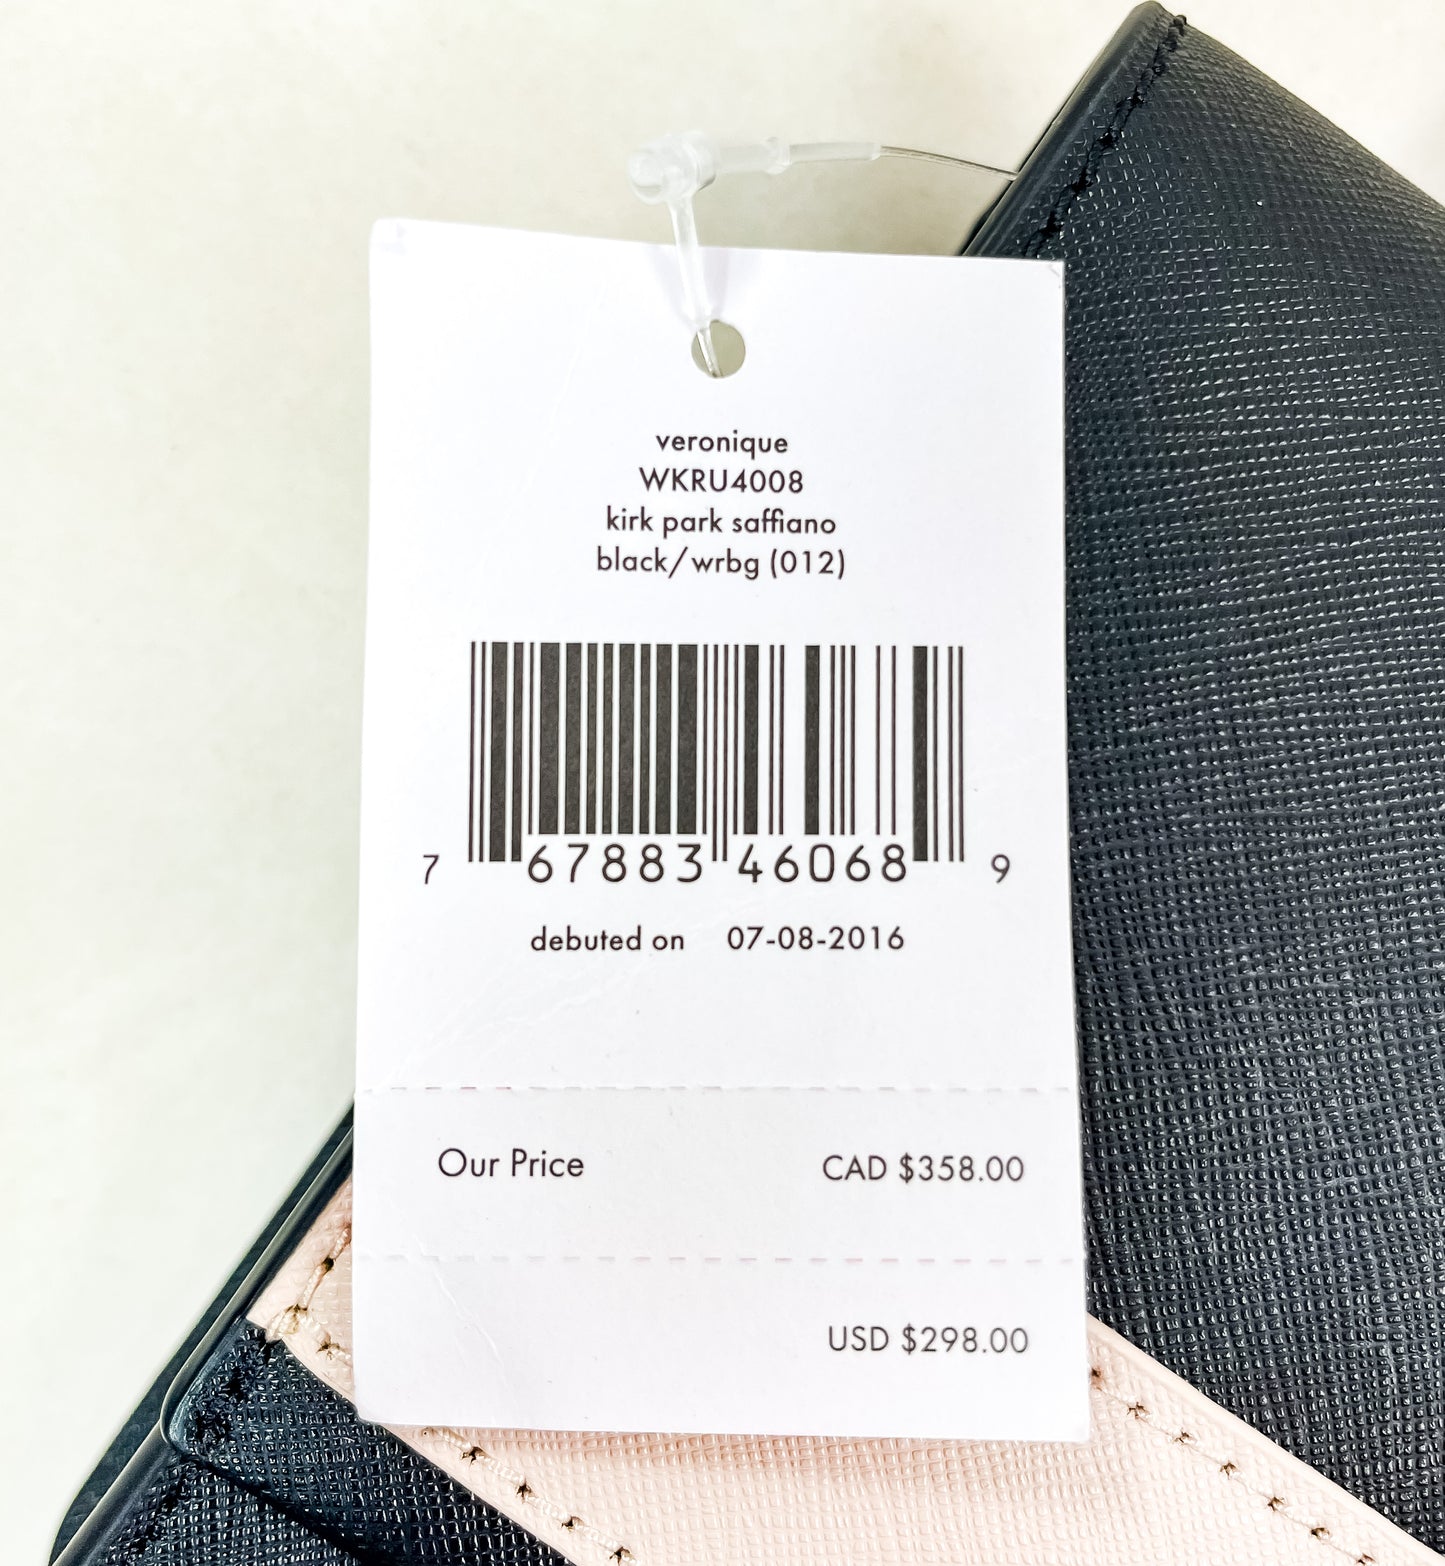 veronique
WKRU4008
kirk park saffiano
black/wrbg (012)
7 67883 46068 9
debuted on 07-08-2016
Our Price CAD $358.00
USD $298.00